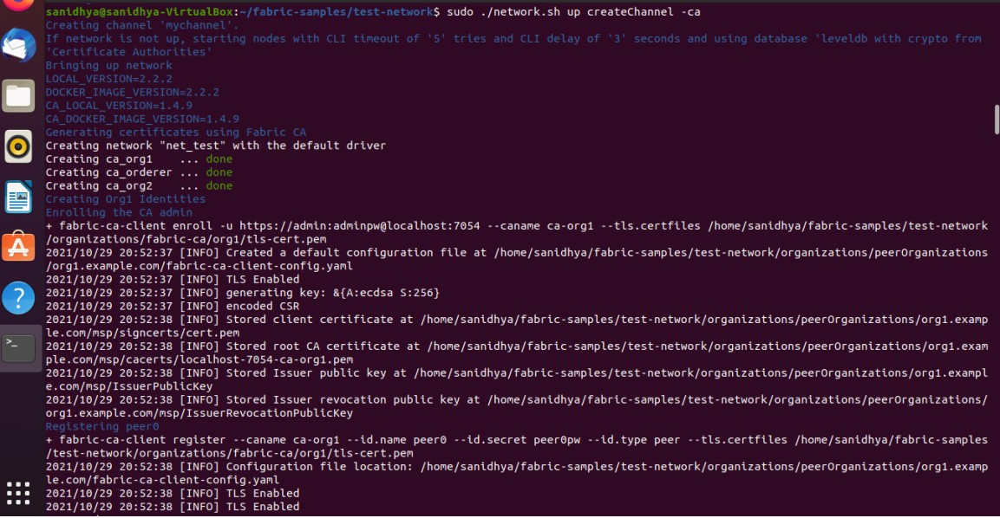 sanidhya@sanidhya-VirtualBox:~/fabric-samples/test-network$ sudo ./network.sh up createChannel -ca
Creating channel 'mychannel'.
If network is not up, starting nodes with CLI timeout of '5' tries and CLI delay of '3' seconds and using database 'leveldb with crypto from
'Certificate Authorities'
Bringing up network
LOCAL_VERSION=2.2.2
DOCKER_IMAGE_VERSION=2.2.2
CA_LOCAL_VERSION=1.4.9
CA_DOCKER_IMAGE_VERSION=1.4.9
Generating certificates using Fabric CA
Creating network "net_test" with the default driver
Creating ca_org1    ... done
Creating ca_orderer ... done
Creating ca_org2    ... done
Creating Org1 Identities
Enrolling the CA admin
+ fabric-ca-client enroll -u https://admin:adminpw@localhost:7054 --caname ca-org1 --tls.certfiles /home/sanidhya/fabric-samples/test-network
/organizations/fabric-ca/org1/tls-cert.pem
2021/10/29 20:52:37 [INFO] Created a default configuration file at /home/sanidhya/fabric-samples/test-network/organizations/peerOrganizations
/org1.example.com/fabric-ca-client-config.yaml
2021/10/29 20:52:37 [INFO] TLS Enabled
2021/10/29 20:52:37 [INFO] generating key: &{A:ecdsa S:256}
2021/10/29 20:52:37 [INFO] encoded CSR
2021/10/29 20:52:38 [INFO] Stored client certificate at /home/sanidhya/fabric-samples/test-network/organizations/peerOrganizations/org1.examp
le.com/msp/signcerts/cert.pem
2021/10/29 20:52:38 [INFO] Stored root CA certificate at /home/sanidhya/fabric-samples/test-network/organizations/peerOrganizations/org1.exam
ple.com/msp/cacerts/localhost-7054-ca-org1.pem
2021/10/29 20:52:38 [INFO] Stored Issuer public key at /home/sanidhya/fabric-samples/test-network/organizations/peerOrganizations/org1.exampl
e.com/msp/IssuerPublicKey
2021/10/29 20:52:38 [INFO] Stored Issuer revocation public key at /home/sanidhya/fabric-samples/test-network/organizations/peerOrganizations/
org1.example.com/msp/IssuerRevocationPublicKey
Registering peer0
+ fabric-ca-client register --caname ca-org1 --id.name peer0 --id.secret peer0pw --id.type peer --tls.certfiles /home/sanidhya/fabric-samples
/test-network/organizations/fabric-ca/org1/tls-cert.pem
2021/10/29 20:52:38 [INFO] Configuration file location: /home/sanidhya/fabric-samples/test-network/organizations/peerOrganizations/org1.examp
le.com/fabric-ca-client-config.yaml
2021/10/29 20:52:38 [INFO] TLS Enabled
2021/10/29 20:52:38 [INFO] TLS Enabled